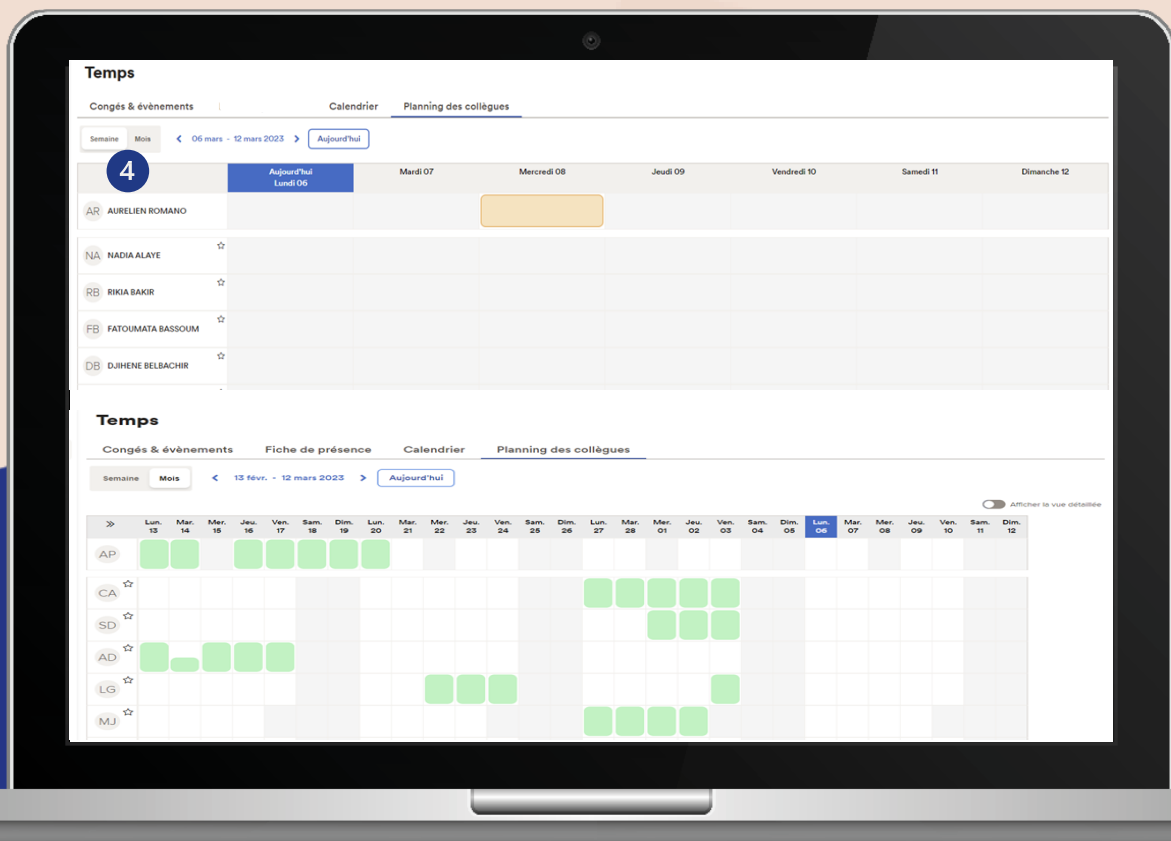 Temps
Congés & évènements Calendrier Planning des collègues
Semaine Mois < 06 mars - 12 mars 2023 > Aujourd'hui
4
Aujourd'hui Mardi 07 Mercredi 08 Jeudi 09 Vendredi 10 Samedi 11 Dimanche 12
Lundi 06
AR AURELIEN ROMANO
NA NADIA ALAYE
RB RIKIA BAKIR
FB FATOUMATA BASSOUM
DB DJIHENE BELBACHIR
Temps
Congés & évènements Fiche de présence Calendrier Planning des collègues
Semaine Mois < 13 févr. - 12 mars 2023 > Aujourd'hui
Afficher la vue détaillée
» Lun. Mar. Mer. Jeu. Ven. Sam. Dim. Lun. Mar. Mer. Jeu. Ven. Sam. Dim. Lun. Mar. Mer. Jeu. Ven. Sam. Dim. Lun. Mar. Mer. Jeu. Ven. Sam. Dim.
13 14 15 16 17 18 19 20 21 22 23 24 25 26 27 28 01 02 03 04 05 06 07 08 09 10 11 12
AP
CA
SD
AD
LG
MJ